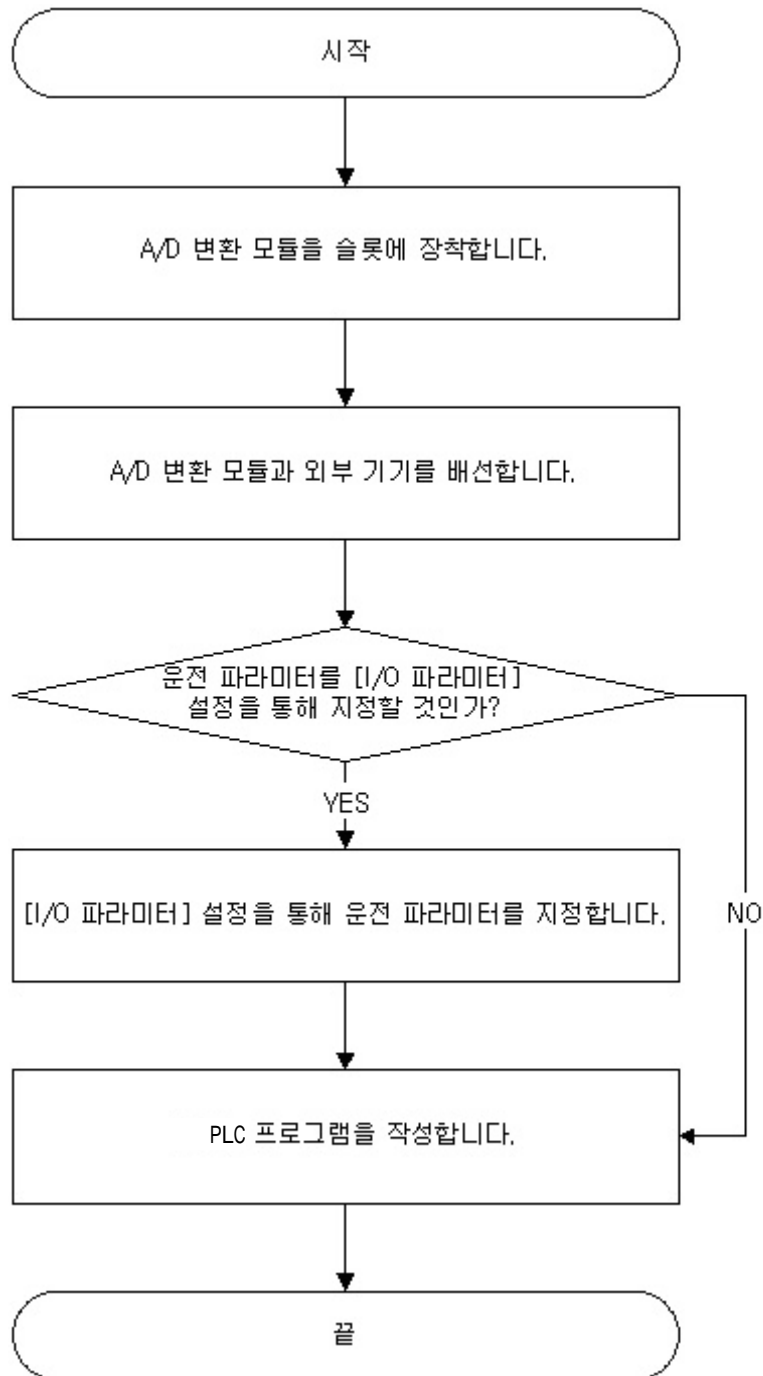 시작
A/D 변환 모듈을 슬롯에 장착합니다.
A/D 변환 모듈과 외부 기기를 배선합니다.
운전 파라미터를 [I/O 파라미터]
설정을 통해 지정할 것인가?
YES
[I/O 파라미터] 설정을 통해 운전 파라미터를 지정합니다.
NO
PLC 프로그램을 작성합니다.
끝